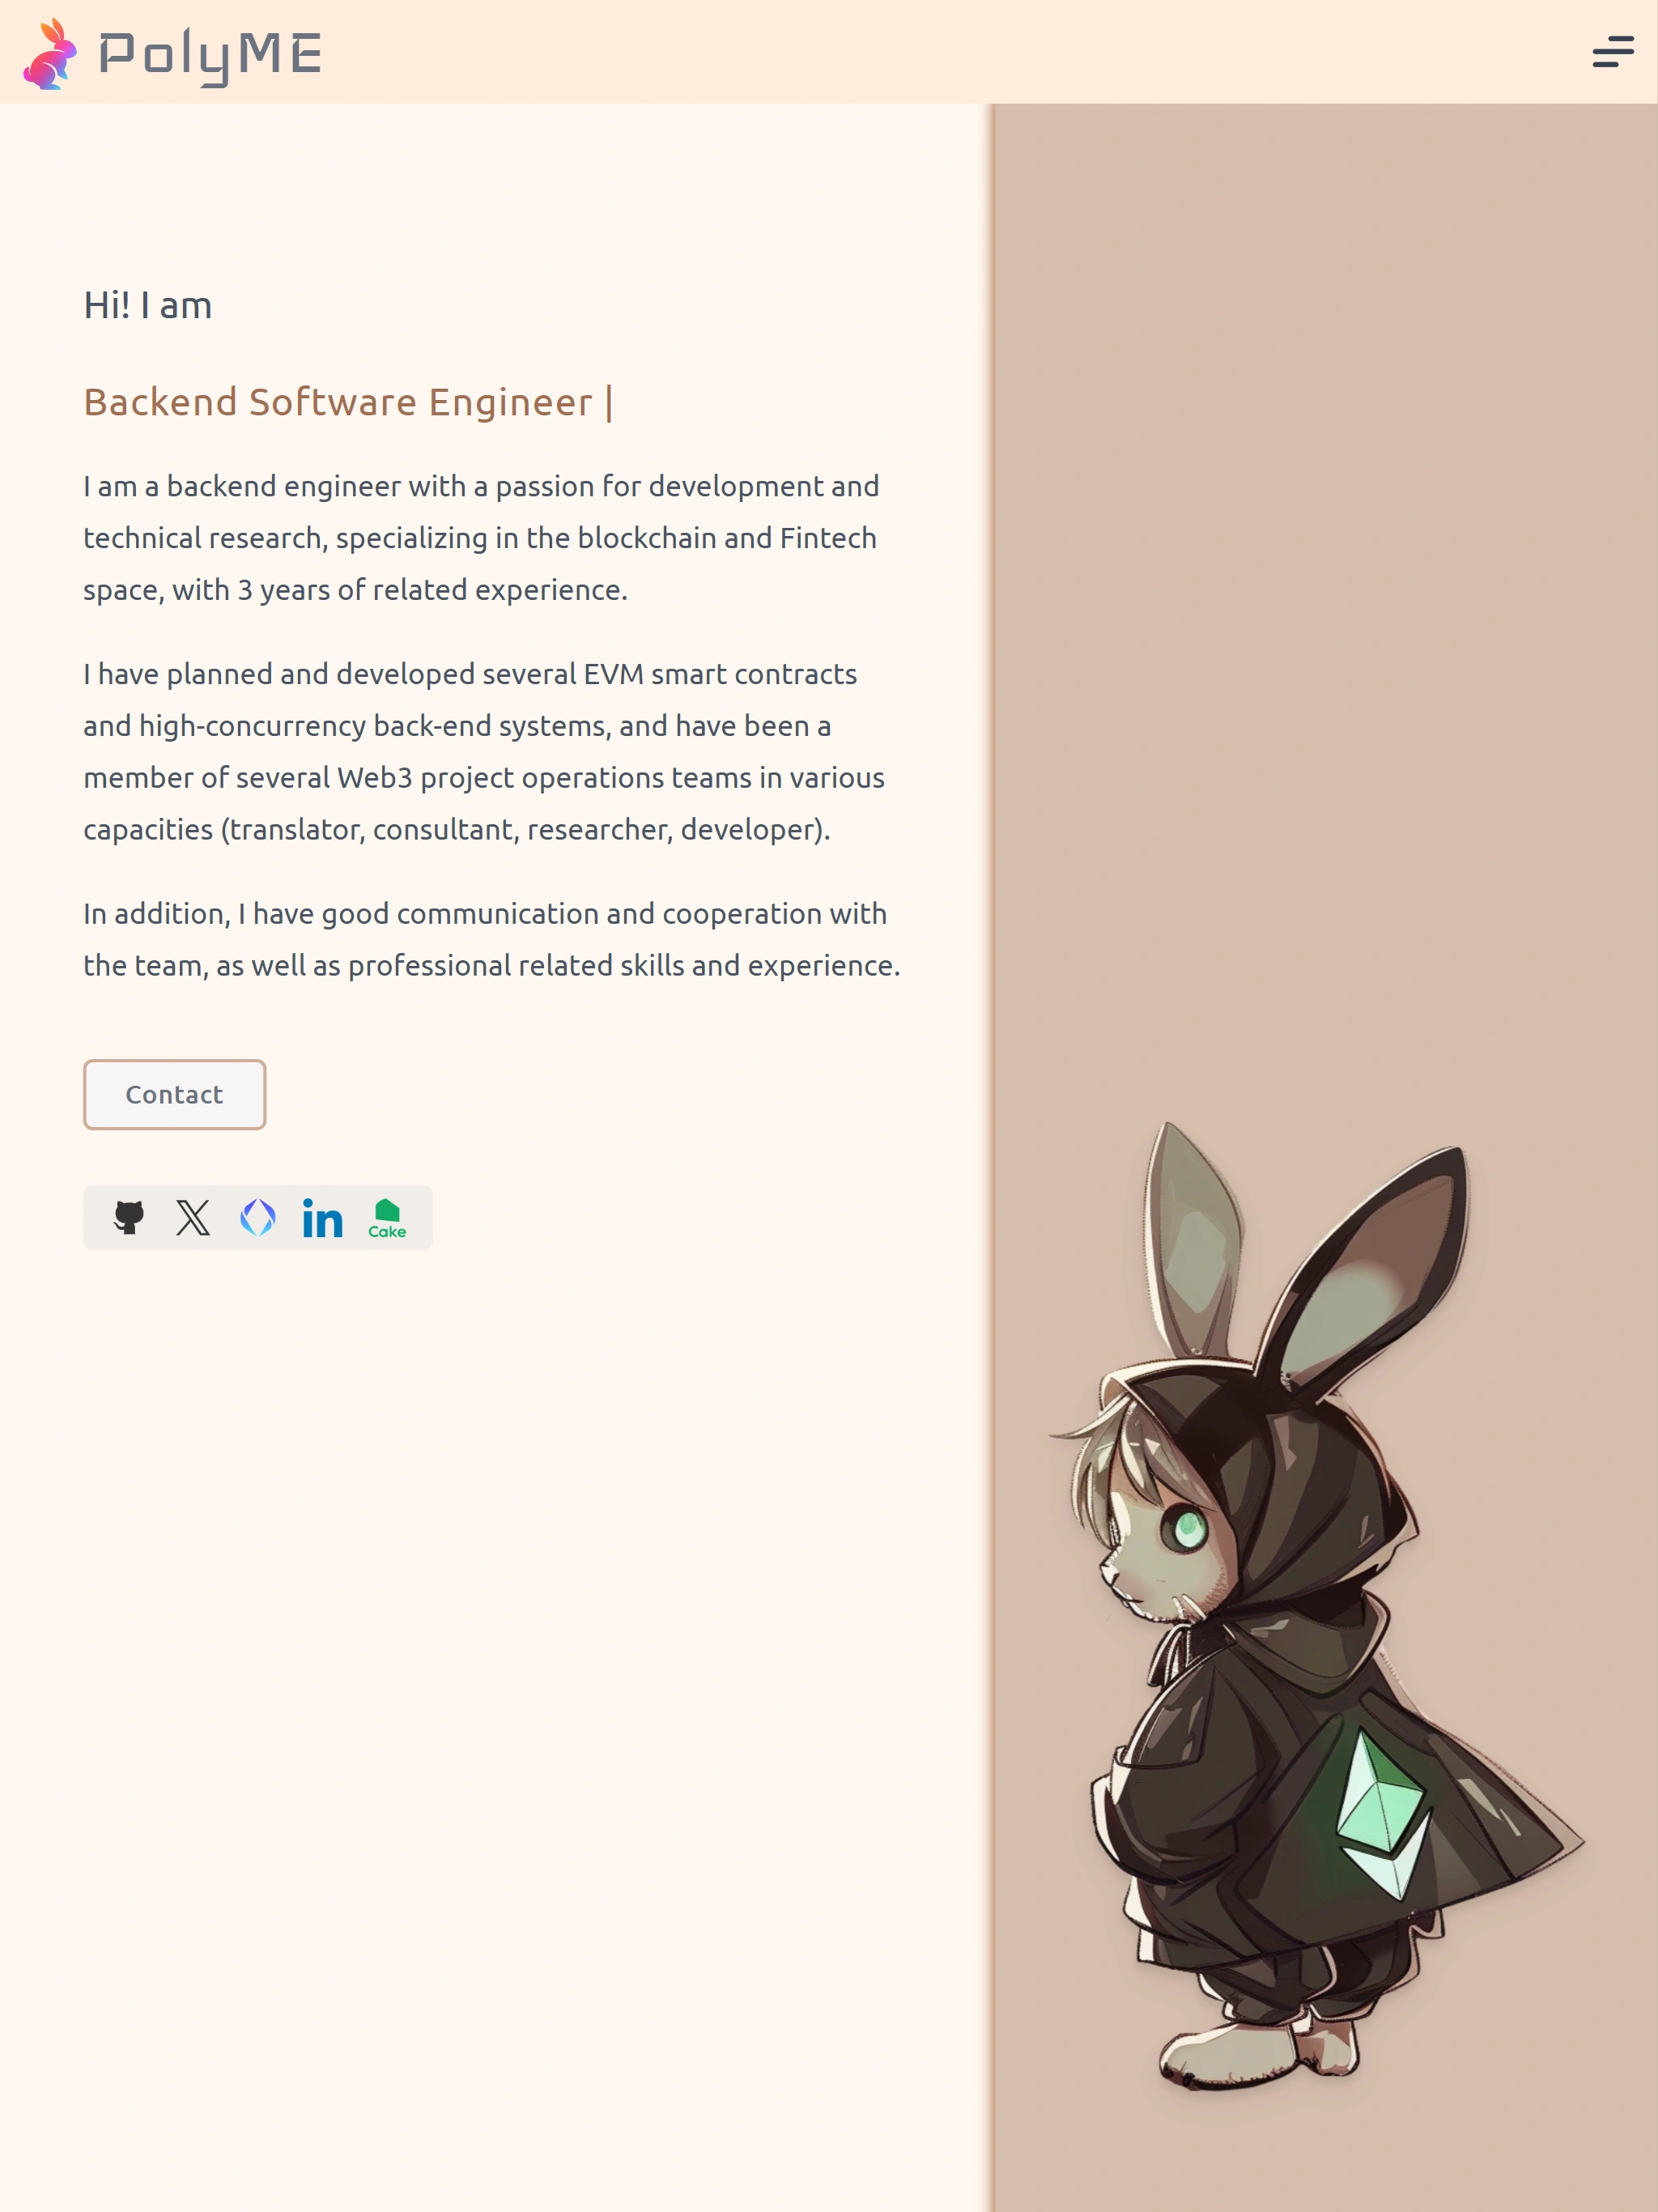 PolyME
Hi! I am
Backend Software Engineer |
I am a backend engineer with a passion for development and
technical research, specializing in the blockchain and Fintech
space, with 3 years of related experience.
I have planned and developed several EVM smart contracts
and high-concurrency back-end systems, and have been a
member of several Web3 project operations teams in various
capacities (translator, consultant, researcher, developer).
In addition, I have good communication and cooperation with
the team, as well as professional related skills and experience.
Contact
in
Cake